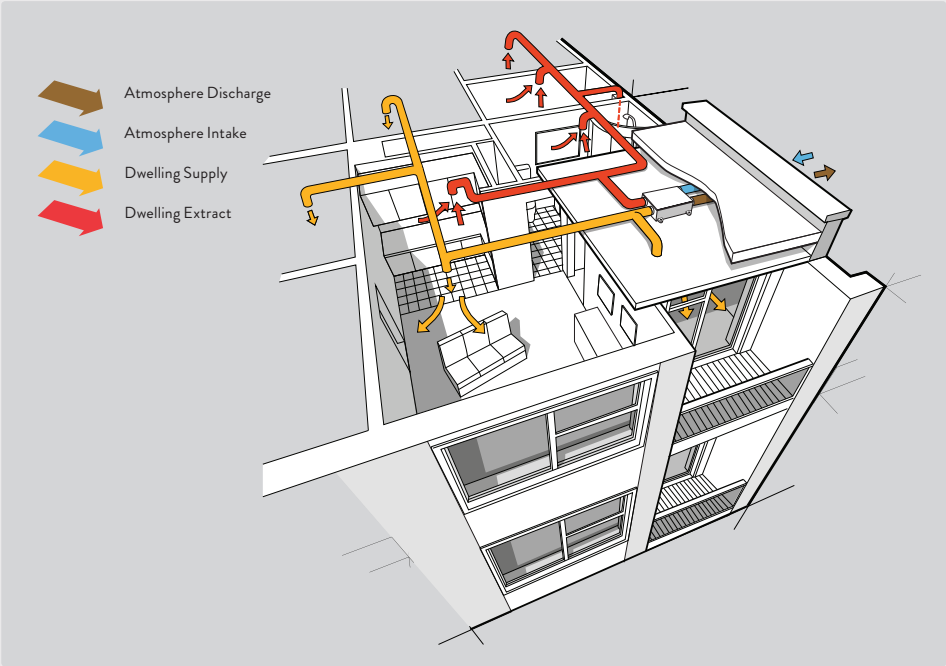 Atmosphere Discharge
Atmosphere Intake
Dwelling Supply
Dwelling Extract